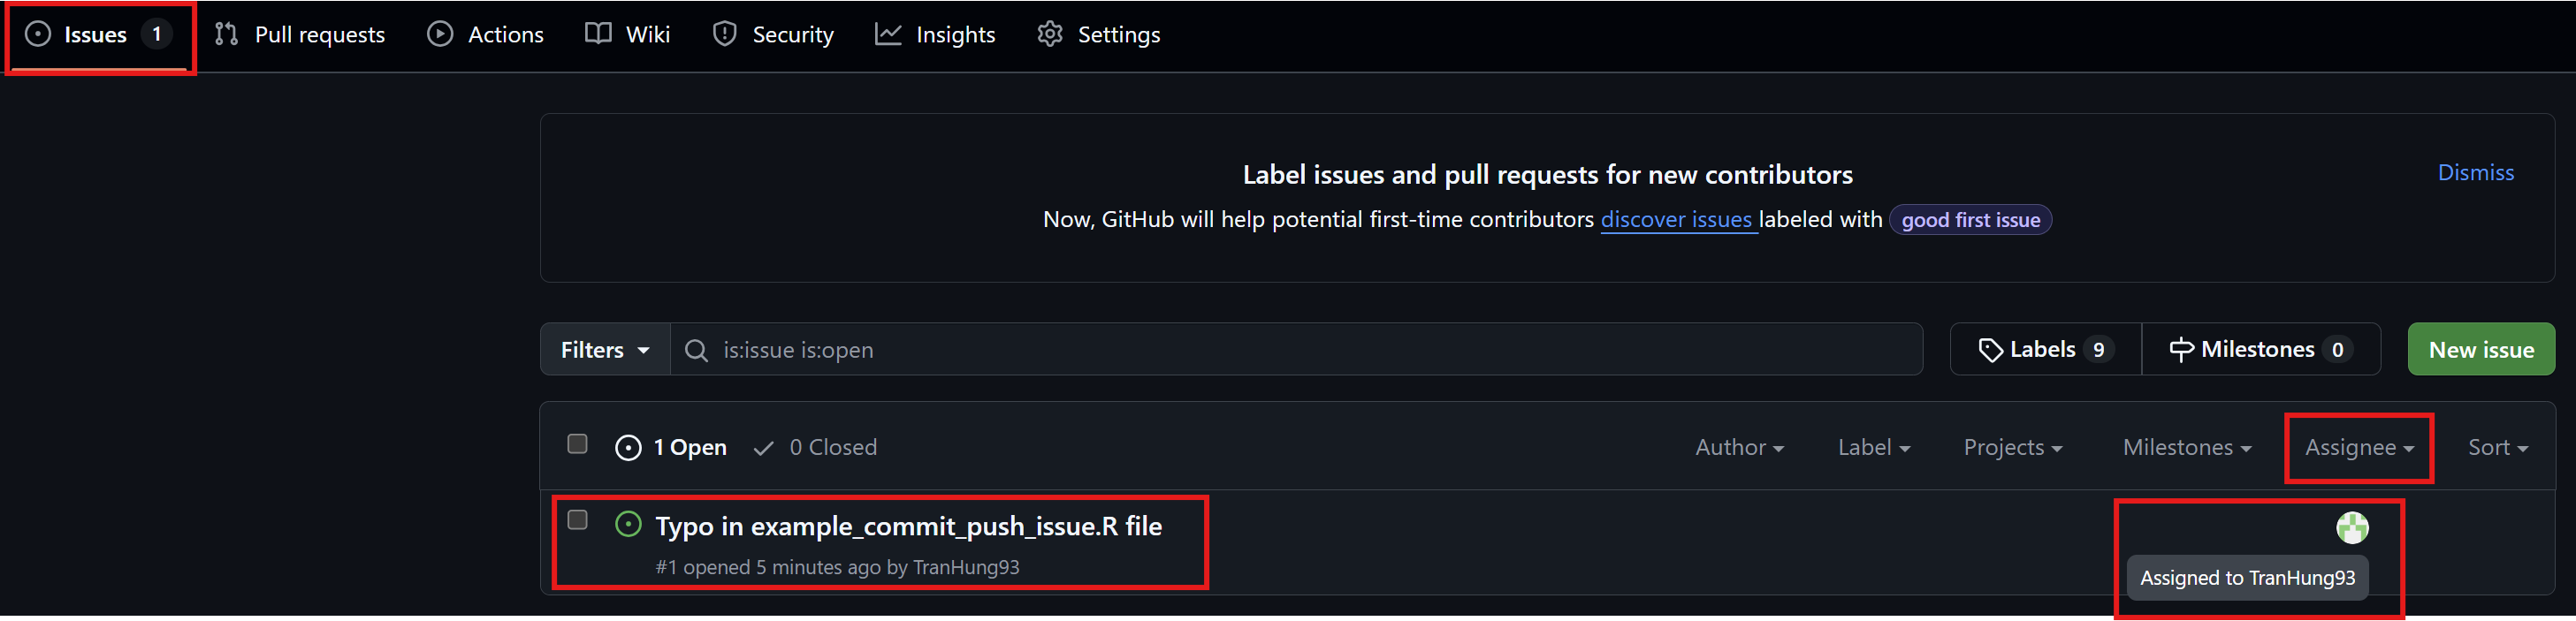 Issues 1 Pull requests Actions Wiki Security Insights Settings
Label issues and pull requests for new contributors
Dismiss
Now, GitHub will help potential first-time contributors discover issues labeled with good first issue
Filters is:issue is:open Labels 9 Milestones 0 New issue
1 Open 0 Closed Author Label Projects Milestones Assignee Sort
Typo in example_commit_push_issue.R file
#1 opened 5 minutes ago by TranHung93
Assigned to TranHung93